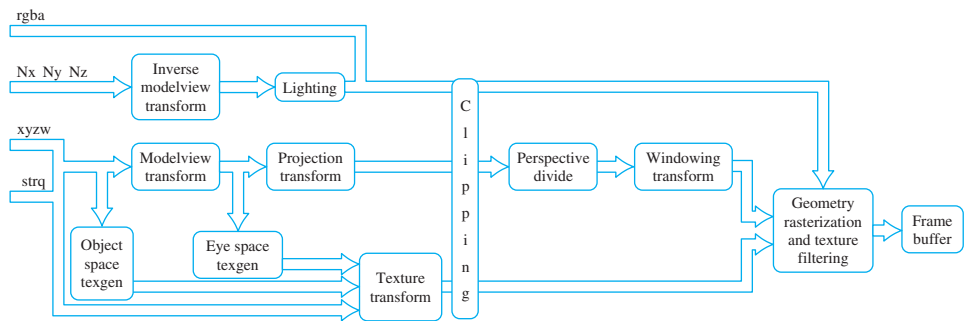 rgba
Nx Ny Nz
Inverse
modelview
transform
Lighting
xyzw
Modelview
transform
Projection
transform
Clipping
Perspective
divide
Windowing
transform
strq
Object
space
texgen
Eye space
texgen
Texture
transform
Geometry
rasterization
and texture
filtering
Frame
buffer